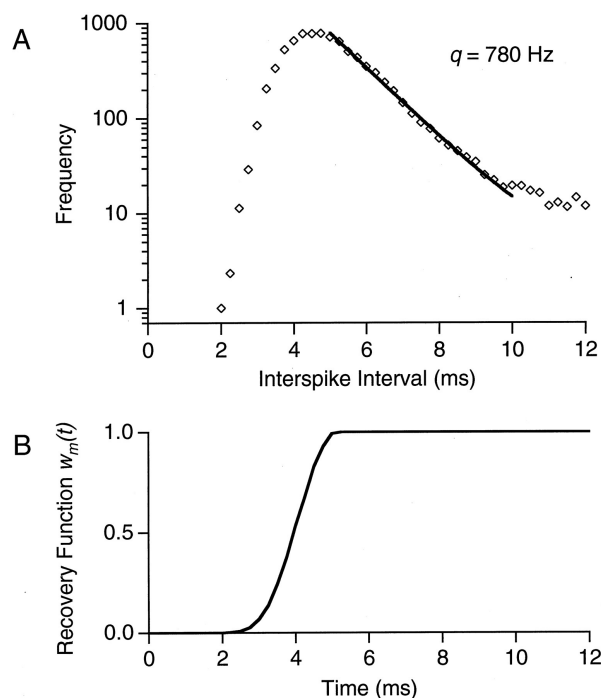 A
q = 780 Hz
1000
100
10
1
Frequency
0 2 4 6 8 10 12
Interspike Interval (ms)
B
1.0
0.5
0.0
Recovery Function wm(t)
0 2 4 6 8 10 12
Time (ms)